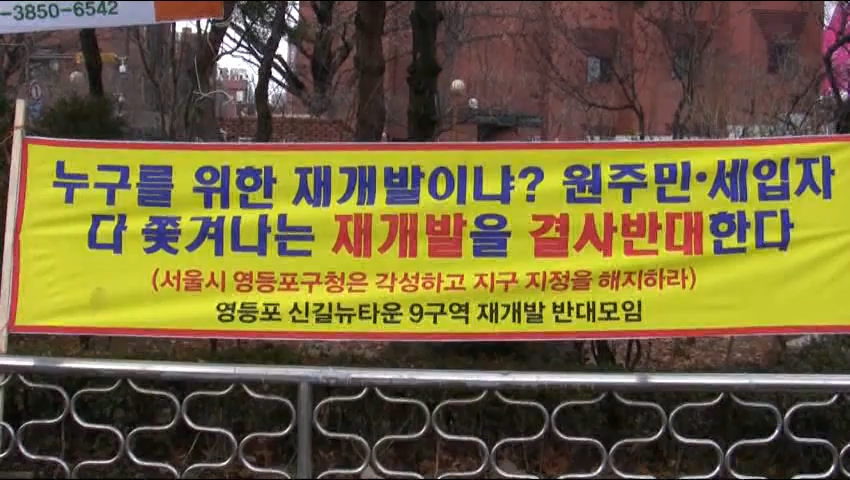 -3850-6542
누구를 위한 재개발이냐? 원주민·세입자
다 쫓겨나는 재개발을 결사반대한다
(서울시 영등포구청은 각성하고 지구 지정을 해지하라)
영등포 신길뉴타운 9구역 재개발 반대모임